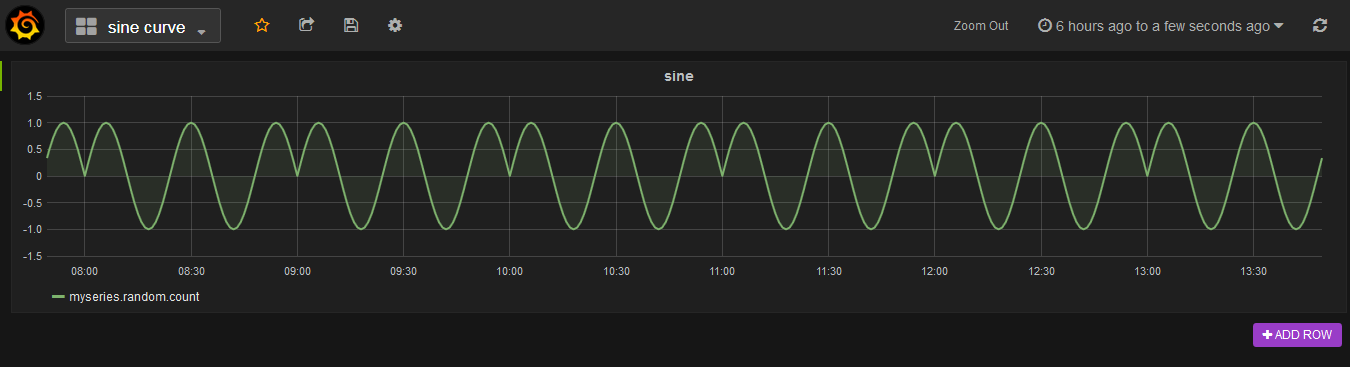 sine curve
Zoom Out 6 hours ago to a few seconds ago
sine
1.5
1.0
0.5
0
-0.5
-1.0
-1.5
08:00 08:30 09:00 09:30 10:00 10:30 11:00 11:30 12:00 12:30 13:00 13:30
myseries.random.count
ADD ROW